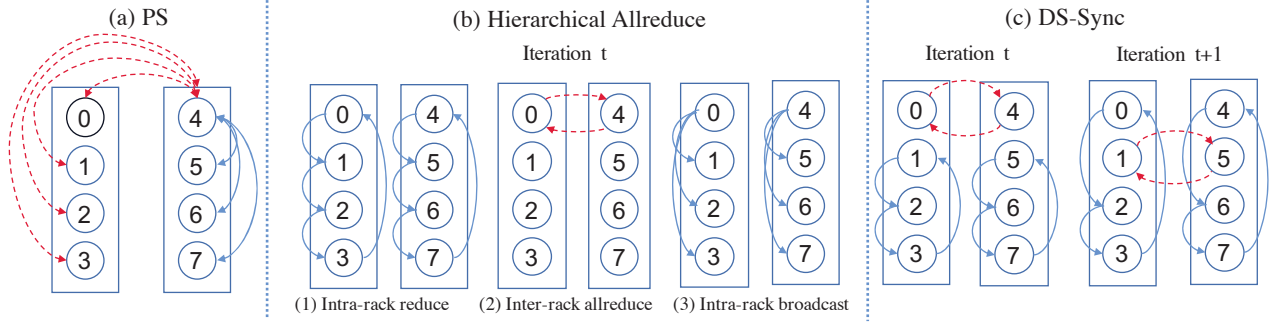 (a) PS
(b) Hierarchical Allreduce
(c) DS-Sync
Iteration t
Iteration t
Iteration t+1
0 4
1 5
2 6
3 7
0 4
1 5
2 6
3 7
(1) Intra-rack reduce
0 4
1 5
2 6
3 7
(2) Inter-rack allreduce
0 4
1 5
2 6
3 7
(3) Intra-rack broadcast
0 4
1 5
2 6
3 7
0 4
1 5
2 6
3 7